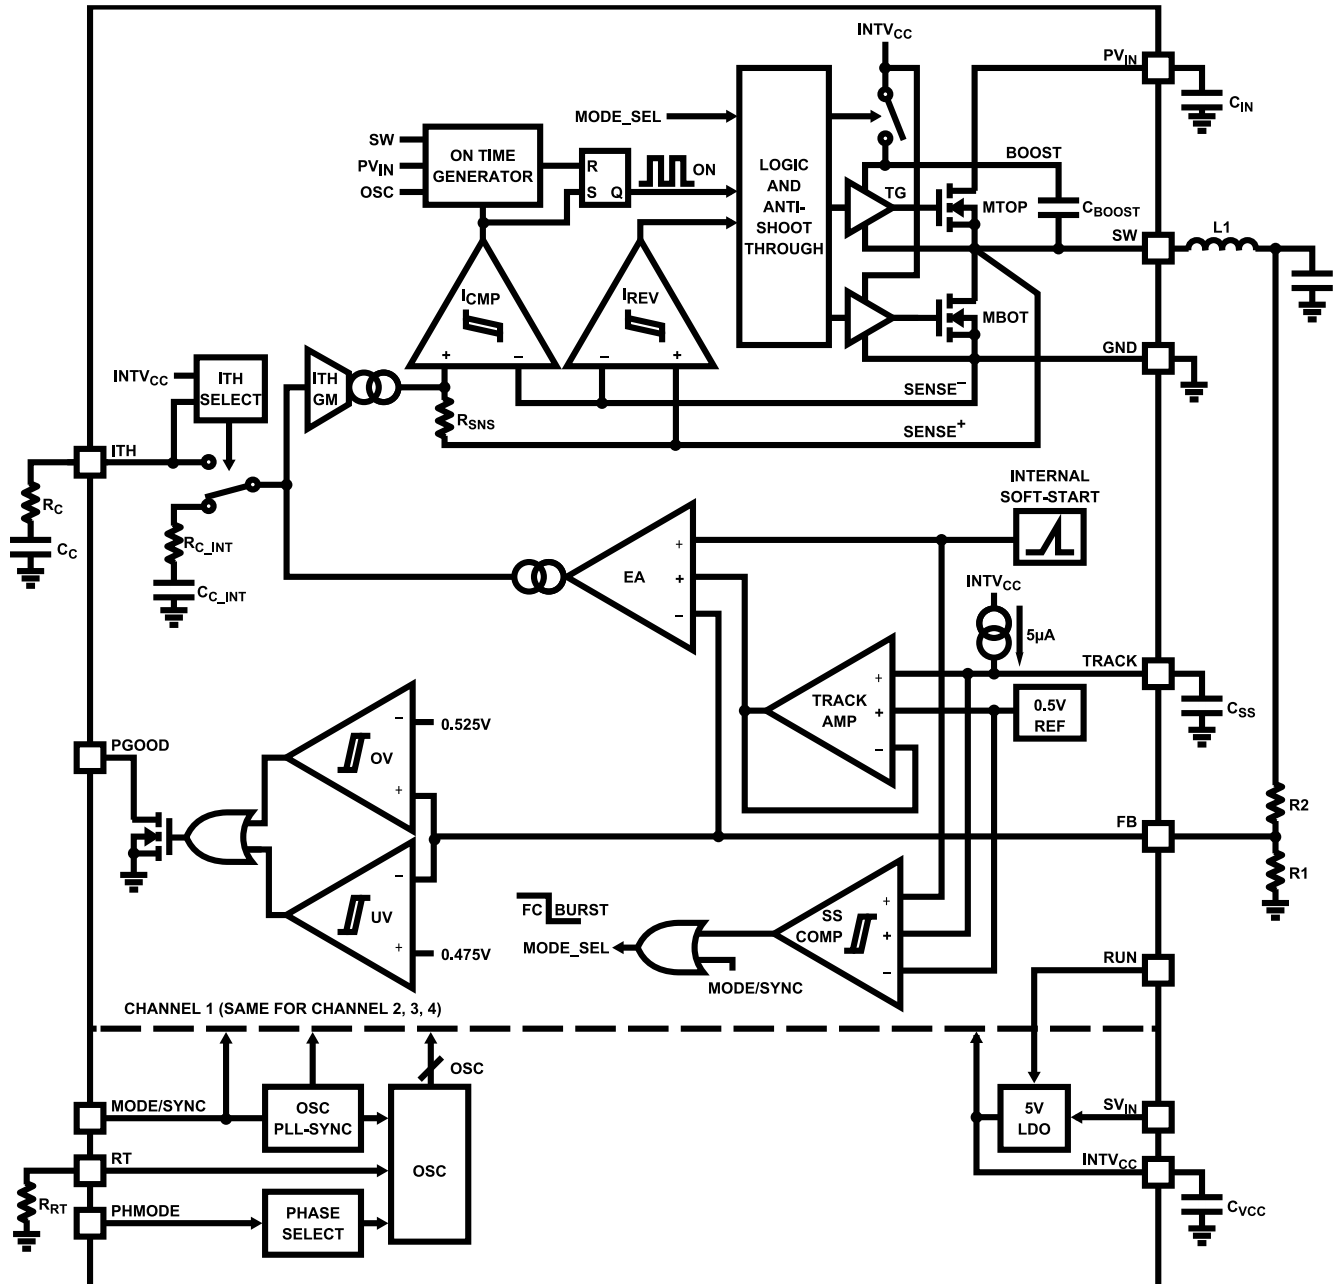 INTVCC
PVIN
CIN
MODE_SEL
SW
PVIN
OSC
ON TIME
GENERATOR
R
S Q
ON
LOGIC
AND
ANTI-
SHOOT
THROUGH
BOOST
TG
MTOP
CBOOST
SW
L1
ICMP
+ –
IREV
– +
MBOT
GND
INTVCC
ITH
SELECT
ITH
GM
RSNS
SENSE–
SENSE+
ITH
RC
CC
RC_INT
CC_INT
INTERNAL
SOFT-START
EA
+
+
–
INTVCC
5µA
TRACK
CSS
TRACK
AMP
+
+
–
0.5V
REF
PGOOD
–
0.525V
OV
+
–
UV
+
0.475V
FB
R2
R1
FC BURST
MODE_SEL
MODE/SYNC
SS
COMP
+
+
–
RUN
CHANNEL 1 (SAME FOR CHANNEL 2, 3, 4)
OSC
MODE/SYNC
OSC
PLL-SYNC
RT
OSC
RRT
PHMODE
PHASE
SELECT
5V
LDO
SVIN
INTVCC
CVCC